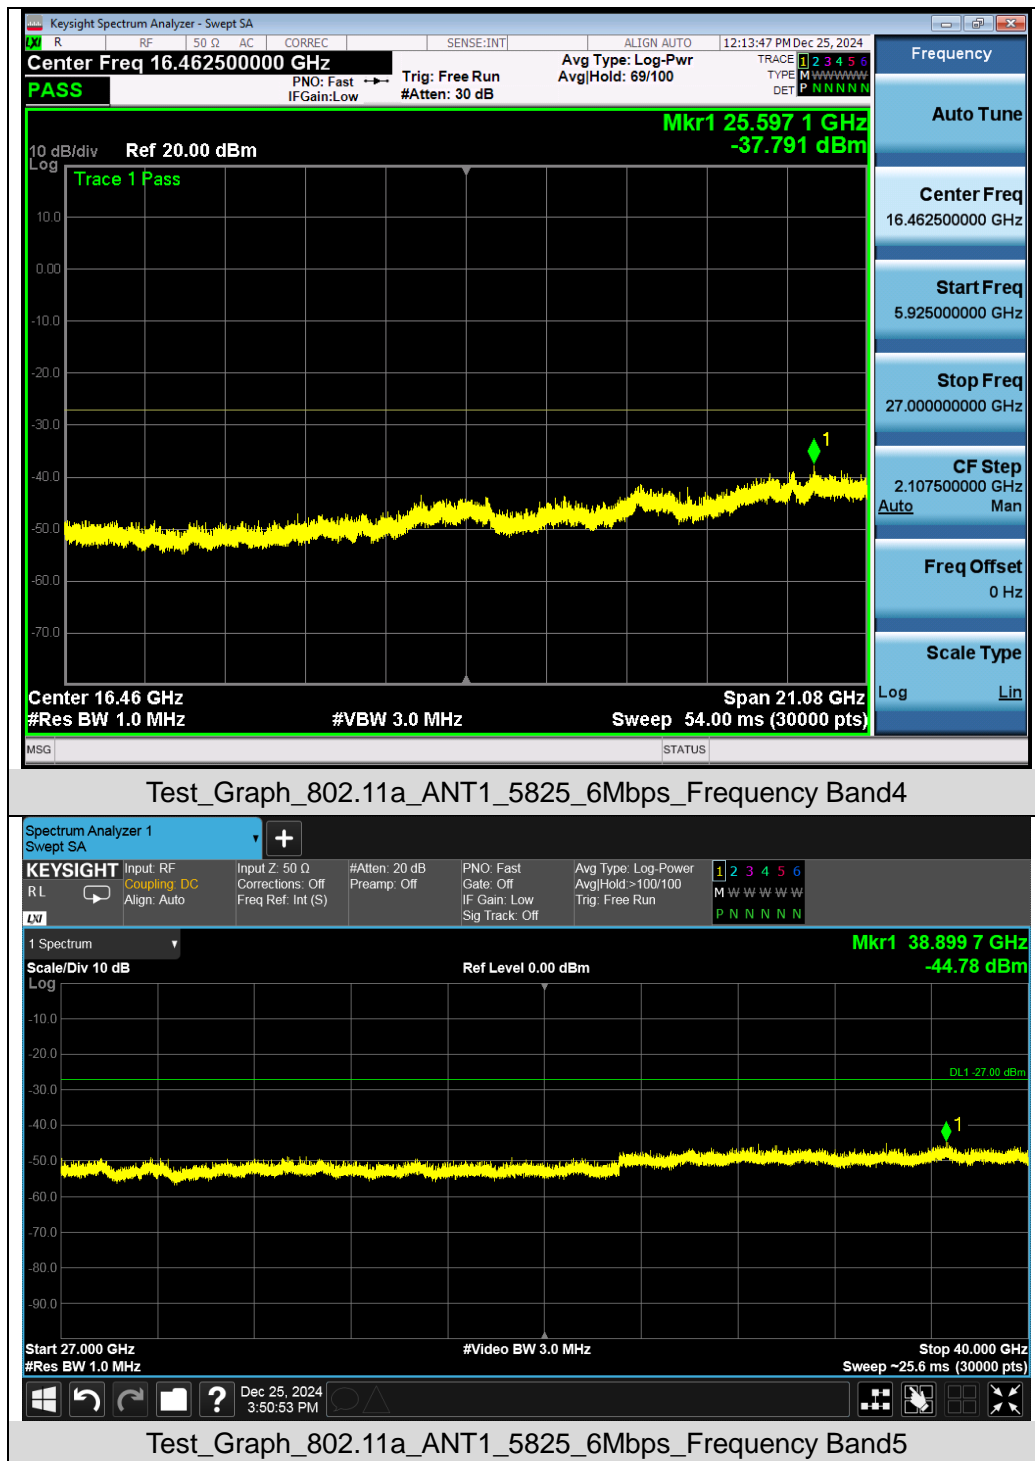 Keysight Spectrum Analyzer - Swept SA
LXI R RF 50 Ω AC CORREC SENSE:INT ALIGN AUTO 12:13:47 PM Dec 25, 2024
Center Freq 16.462500000 GHz
PASS
PNO: Fast
IFGain:Low
Trig: Free Run
#Atten: 30 dB
Avg Type: Log-Pwr
Avg|Hold: 69/100
TRACE 1 2 3 4 5 6
TYPE M WWWWW
DET P N N N N N
Mkr1 25.597 1 GHz
-37.791 dBm
10 dB/div Ref 20.00 dBm
Log
Trace 1 Pass
10.0
0.00
-10.0
-20.0
-30.0
1
-40.0
-50.0
-60.0
-70.0
Center 16.46 GHz Span 21.08 GHz
#Res BW 1.0 MHz #VBW 3.0 MHz Sweep 54.00 ms (30000 pts)
MSG STATUS
Frequency
Auto Tune
Center Freq
16.462500000 GHz
Start Freq
5.925000000 GHz
Stop Freq
27.000000000 GHz
CF Step
2.107500000 GHz
Auto Man
Freq Offset
0 Hz
Scale Type
Log Lin
Test_Graph_802.11a_ANT1_5825_6Mbps_Frequency Band4
Spectrum Analyzer 1
Swept SA
KEYSIGHT
R L
LXI
Input: RF
Coupling: DC
Align: Auto
Input Z: 50 Ω
Corrections: Off
Freq Ref: Int (S)
#Atten: 20 dB
Preamp: Off
PNO: Fast
Gate: Off
IF Gain: Low
Sig Track: Off
Avg Type: Log-Power
Avg|Hold:>100/100
Trig: Free Run
1 2 3 4 5 6
M W W W W W
P N N N N N
1 Spectrum
Mkr1 38.899 7 GHz
-44.78 dBm
Scale/Div 10 dB Ref Level 0.00 dBm
Log
-10.0
-20.0
DL1 -27.00 dBm
-30.0
-40.0
1
-50.0
-60.0
-70.0
-80.0
-90.0
Start 27.000 GHz #Video BW 3.0 MHz Stop 40.000 GHz
#Res BW 1.0 MHz Sweep ~25.6 ms (30000 pts)
?
Dec 25, 2024
3:50:53 PM
Test_Graph_802.11a_ANT1_5825_6Mbps_Frequency Band5